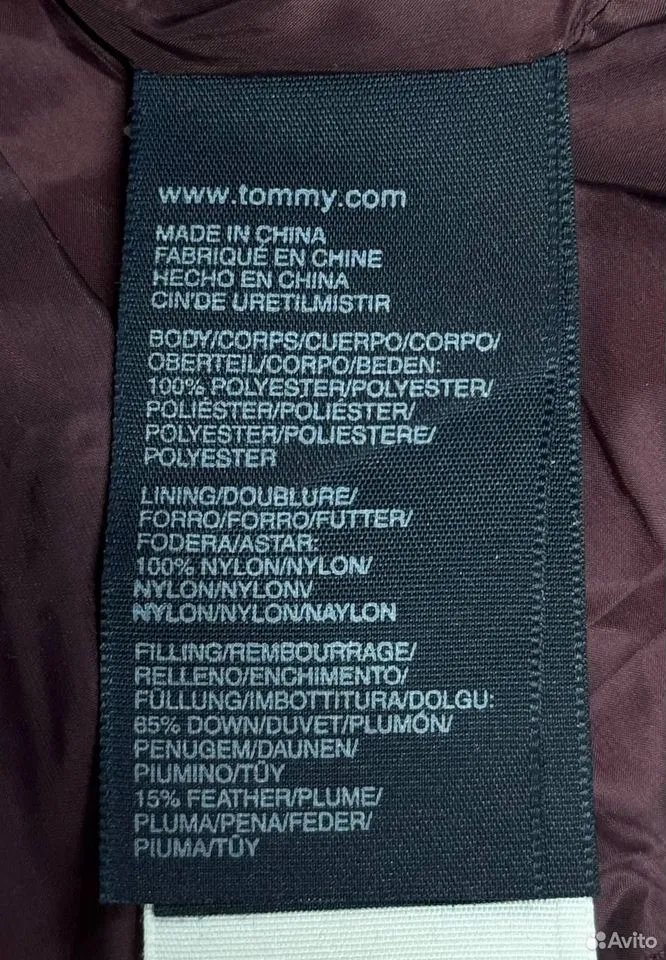 www.tommy.com
MADE IN CHINA
FABRIQUÉ EN CHINE
HECHO EN CHINA
CIN'DE URETILMISTIR
BODY/CORPS/CUERPO/CORPO/
OBERTEIL/CORPO/BEDEN:
100% POLYESTER/POLYESTER/
POLIÉSTER/POLIÉSTER/
POLYESTER/POLIESTERE/
POLYESTER
LINING/DOUBLURE/
FORRO/FORRO/FUTTER/
FODERA/ASTAR:
100% NYLON/NYLON/
NYLON/NYLON/
NYLON/NYLON/NAYLON
FILLING/REMBOURRAGE/
RELLENO/ENCHIMENTO/
FÜLLUNG/IMBOTTITURA/DOLGU:
85% DOWN/DUVET/PLUMÓN/
PENUGEM/DAUNEN/
PIUMINO/TÜY
15% FEATHER/PLUME/
PLUMA/PENA/FEDER/
PIUMA/TÜY
Avito